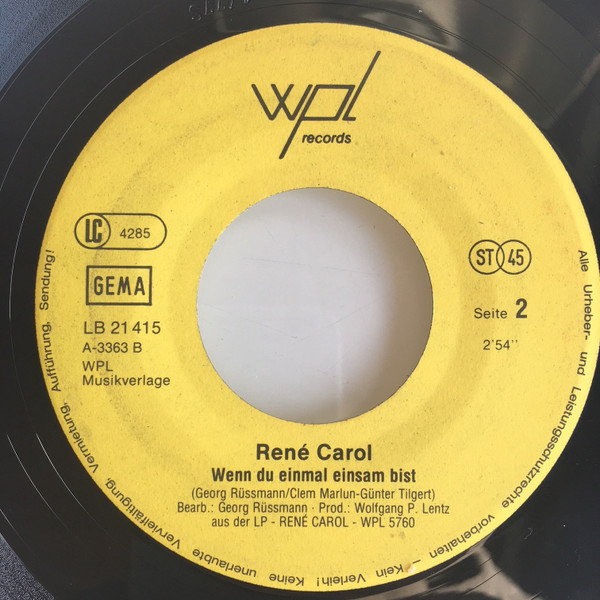 wpl
records
LC 4285
GEMA
LB 21 415
A-3363 B
WPL
Musikverlage
ST 45
Seite 2
2'54''
René Carol
Wenn du einmal einsam bist
(Georg Rüssmann/Clem Marlun-Günter Tilgert)
Bearb.: Georg Rüssmann · Prod.: Wolfgang P. Lentz
aus der LP - RENÉ CAROL - WPL 5760
Alle Urheber- und Leistungsschutzrechte vorbehalten – Kein Verleih! Keine unerlaubte Vervielfältigung, Vermietung, Aufführung, Sendung!